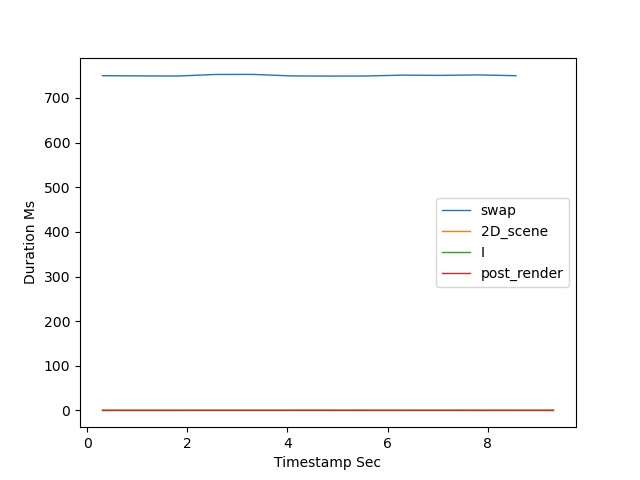 700
600
500
400
300
200
100
0
Duration Ms
swap
2D_scene
I
post_render
0 2 4 6 8
Timestamp Sec